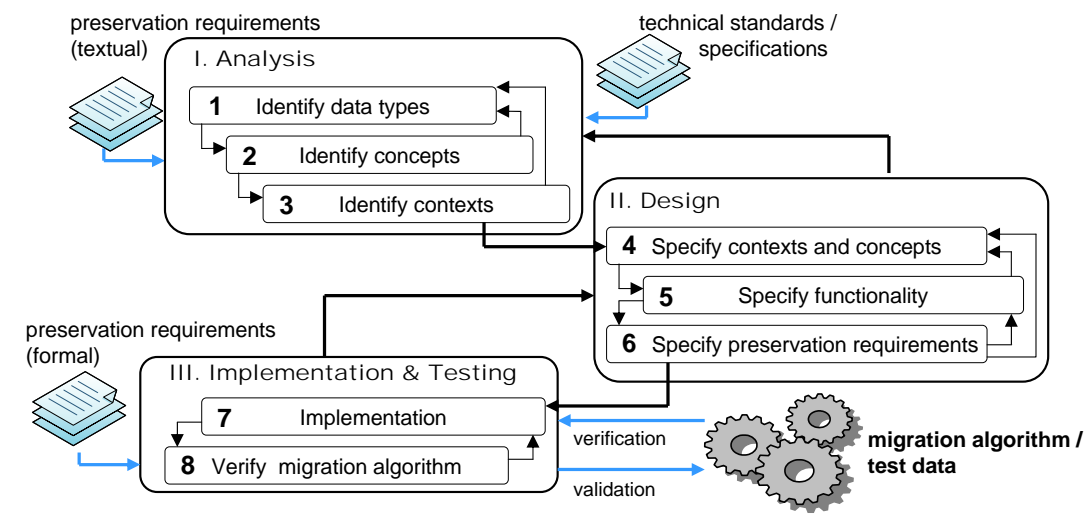 preservation requirements
(textual)
technical standards /
specifications
I. Analysis
1 Identify data types
2 Identify concepts
3 Identify contexts
II. Design
4 Specify contexts and concepts
5 Specify functionality
6 Specify preservation requirements
preservation requirements
(formal)
III. Implementation & Testing
7 Implementation
8 Verify migration algorithm
verification
validation
migration algorithm /
test data